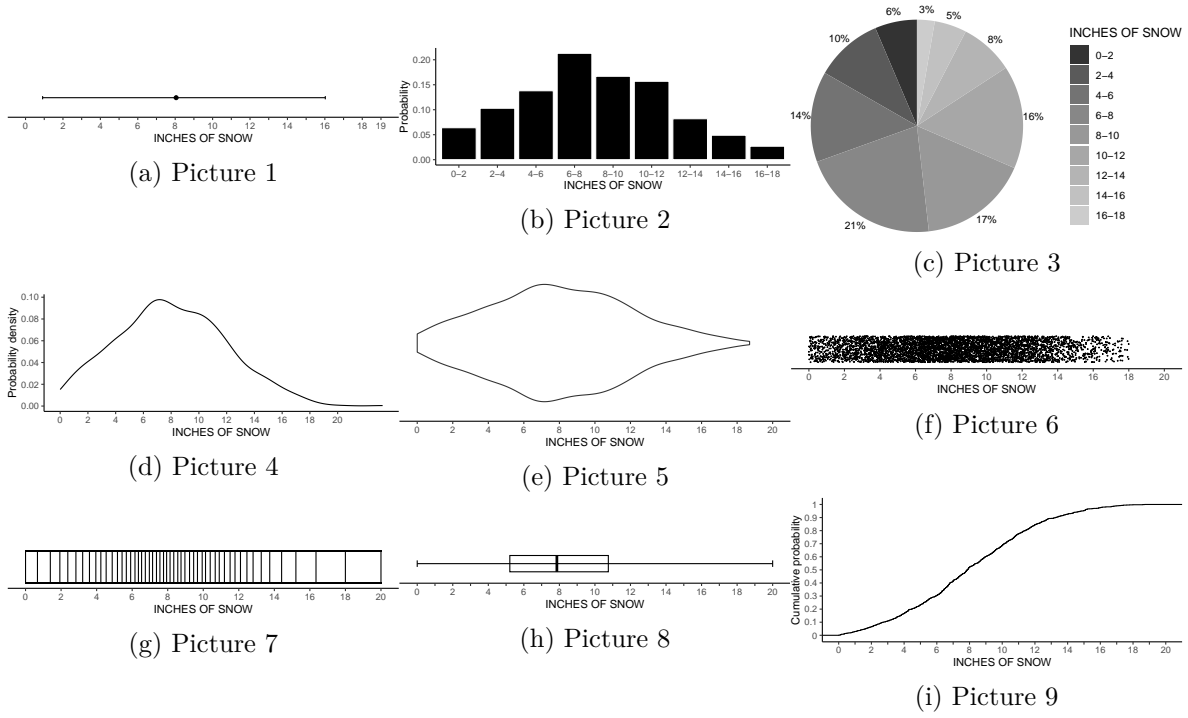 0 2 4 6 8 10 12 14 16 19
INCHES OF SNOW
(a) Picture 1
Probability
0.20
0.15
0.10
0.05
0.00
0–2 2–4 4–6 6–8 8–10 10–12 12–14 14–16 16–18
INCHES OF SNOW
(b) Picture 2
6% 3% 5% 8% 16% 17% 21% 14% 10%
INCHES OF SNOW
0–2
2–4
4–6
6–8
8–10
10–12
12–14
14–16
16–18
(c) Picture 3
Probability density
0.10
0.08
0.06
0.04
0.02
0.00
0 2 4 6 8 10 12 14 16 18 20
INCHES OF SNOW
(d) Picture 4
0 2 4 6 8 10 12 14 16 18 20
INCHES OF SNOW
(e) Picture 5
0 2 4 6 8 10 12 14 16 18 20
INCHES OF SNOW
(f) Picture 6
0 2 4 6 8 10 12 14 16 18 20
INCHES OF SNOW
(g) Picture 7
0 2 4 6 8 10 12 14 16 18 20
INCHES OF SNOW
(h) Picture 8
Cumulative probability
1
0.9
0.8
0.7
0.6
0.5
0.4
0.3
0.2
0.1
0
0 2 4 6 8 10 12 14 16 18 20
INCHES OF SNOW
(i) Picture 9